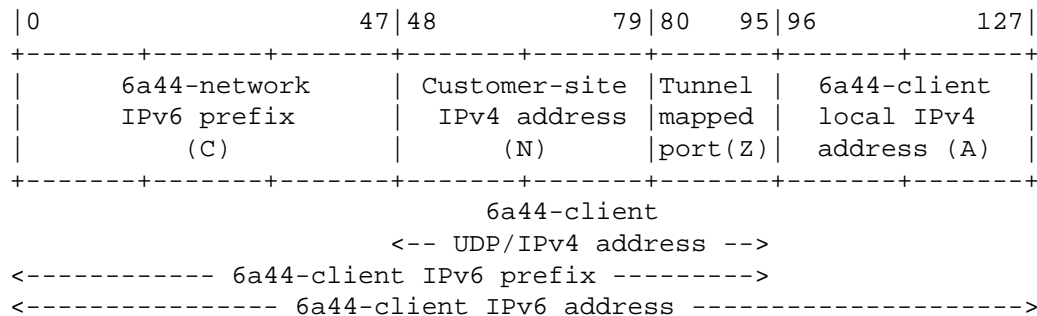 |0                        47|48            79|80   95|96           127|
+-------+-------+-------+-------+-------+-------+-------+-------+
|      6a44-network     | Customer-site |Tunnel |  6a44-client  |
|      IPv6 prefix      |  IPv4 address |mapped |  local IPv4   |
|          (C)          |      (N)      |port(Z)|  address (A)  |
+-------+-------+-------+-------+-------+-------+-------+-------+
6a44-client
<-- UDP/IPv4 address -->
<------------ 6a44-client IPv6 prefix --------->
<---------------- 6a44-client IPv6 address -------------------->